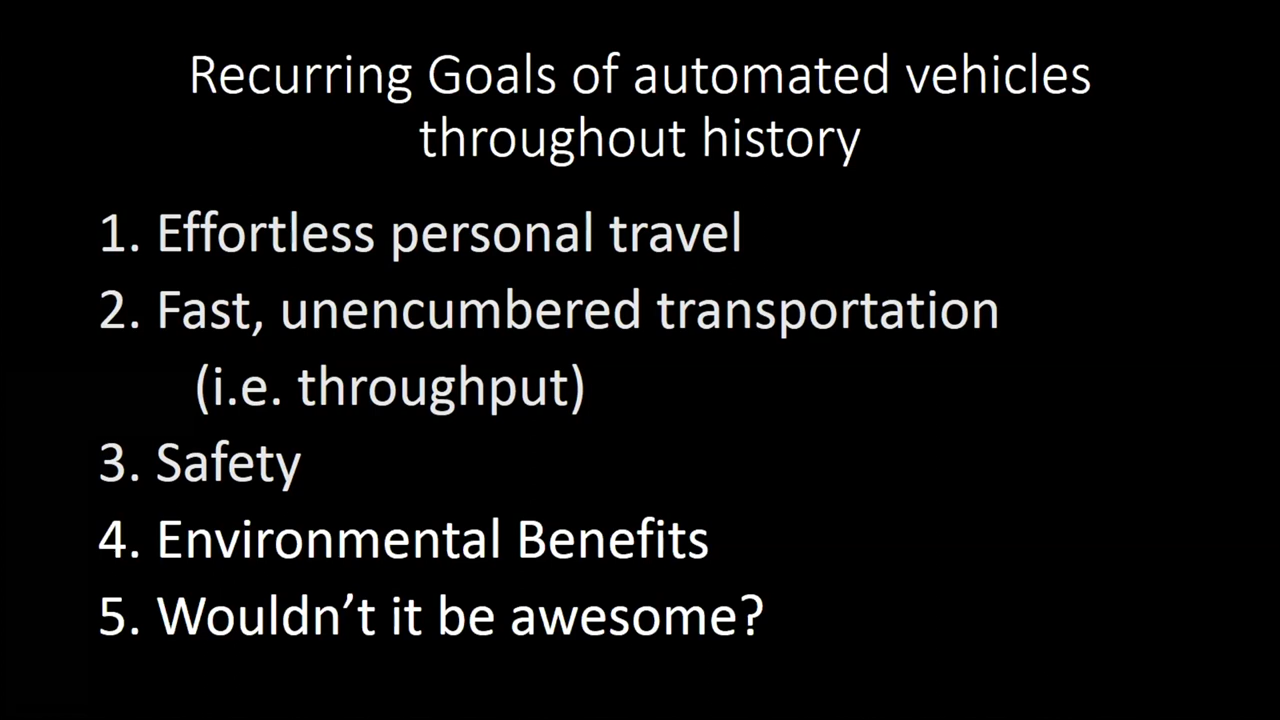 Recurring Goals of automated vehicles
throughout history
1. Effortless personal travel
2. Fast, unencumbered transportation
(i.e. throughput)
3. Safety
4. Environmental Benefits
5. Wouldn’t it be awesome?